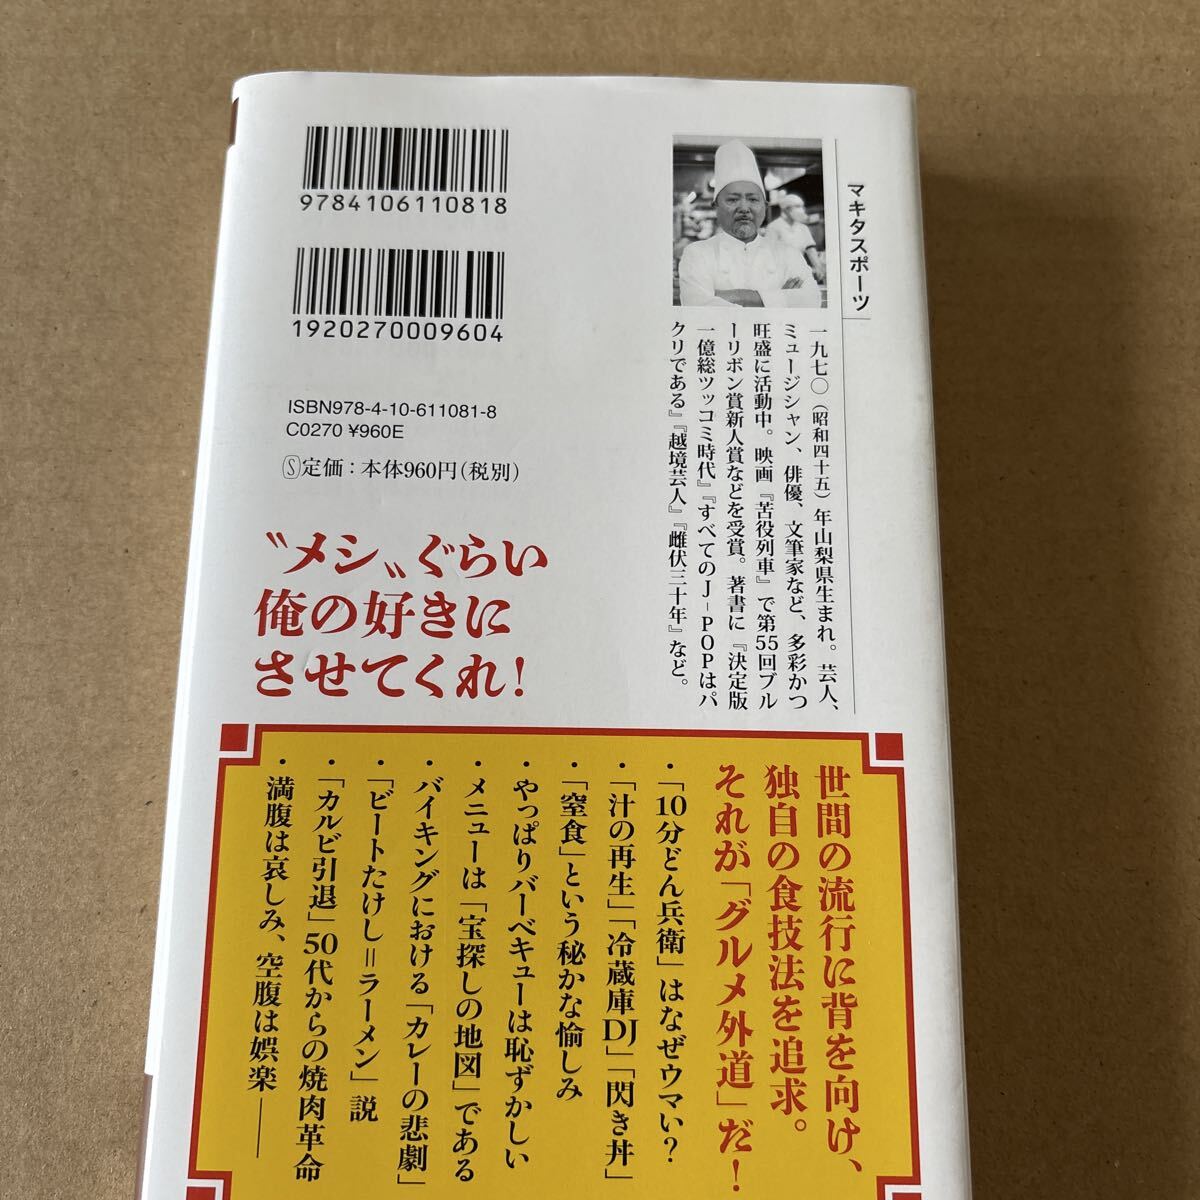 9784106110818
1920270009604
ISBN978-4-10-611081-8
C0270 ¥960E
Ⓢ定価：本体960円（税別）
マキタスポーツ
一九七〇（昭和四十五）年山梨県生まれ。芸人、
ミュージシャン、俳優、文筆家など、多彩かつ
旺盛に活動中。映画『苦役列車』で第55回ブル
ーリボン賞新人賞などを受賞。著書に『決定版
一億総ツッコミ時代』『すべてのJ-POPはパ
クリである』『越境芸人』『雌伏三十年』など。
〝メシ〟ぐらい
俺の好きに
させてくれ！
世間の流行に背を向け、
独自の食技法を追求。
それが「グルメ外道」だ！
・「10分どん兵衛」はなぜウマい？
・「汁の再生」「冷蔵庫DJ」「閃き丼」
・「窒食」という秘かな愉しみ
・やっぱりバーベキューは恥ずかしい
・メニューは「宝探しの地図」である
・バイキングにおける「カレーの悲劇」
・「ビートたけし＝ラーメン」説
・「カルビ引退」50代からの焼肉革命
・満腹は哀しみ、空腹は娯楽――